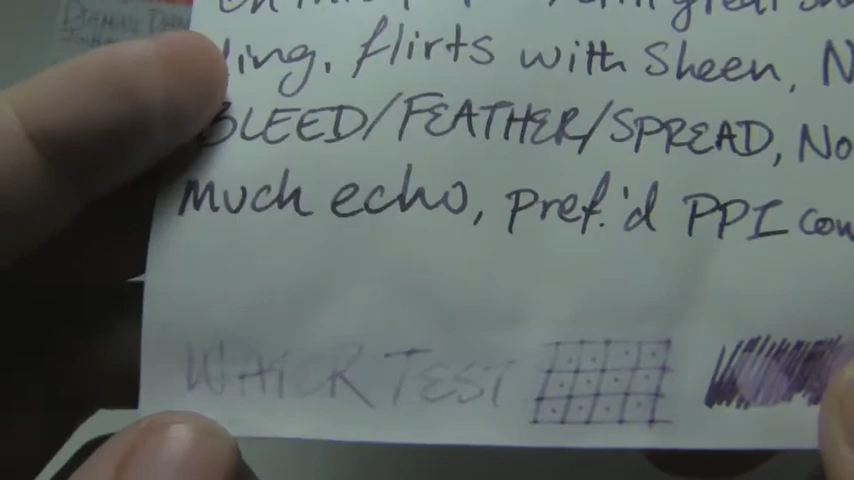 ling, flirts with Sheen, N
BLEED/FEATHER/SPREAD, No
much echo, pref.'d PPI con
WATER TEST